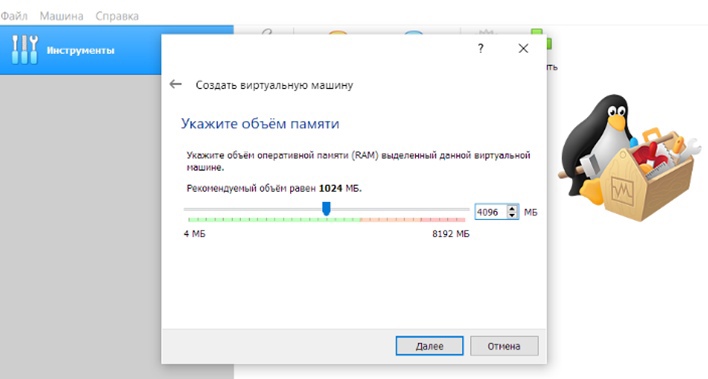 Файл Машина Справка
Инструменты
?
Создать виртуальную машину
Укажите объём памяти
Укажите объём оперативной памяти (RAM) выделенный данной виртуальной
машине.
Рекомендуемый объём равен 1024 МБ.
4096 МБ
4 МБ 8192 МБ
Далее Отмена